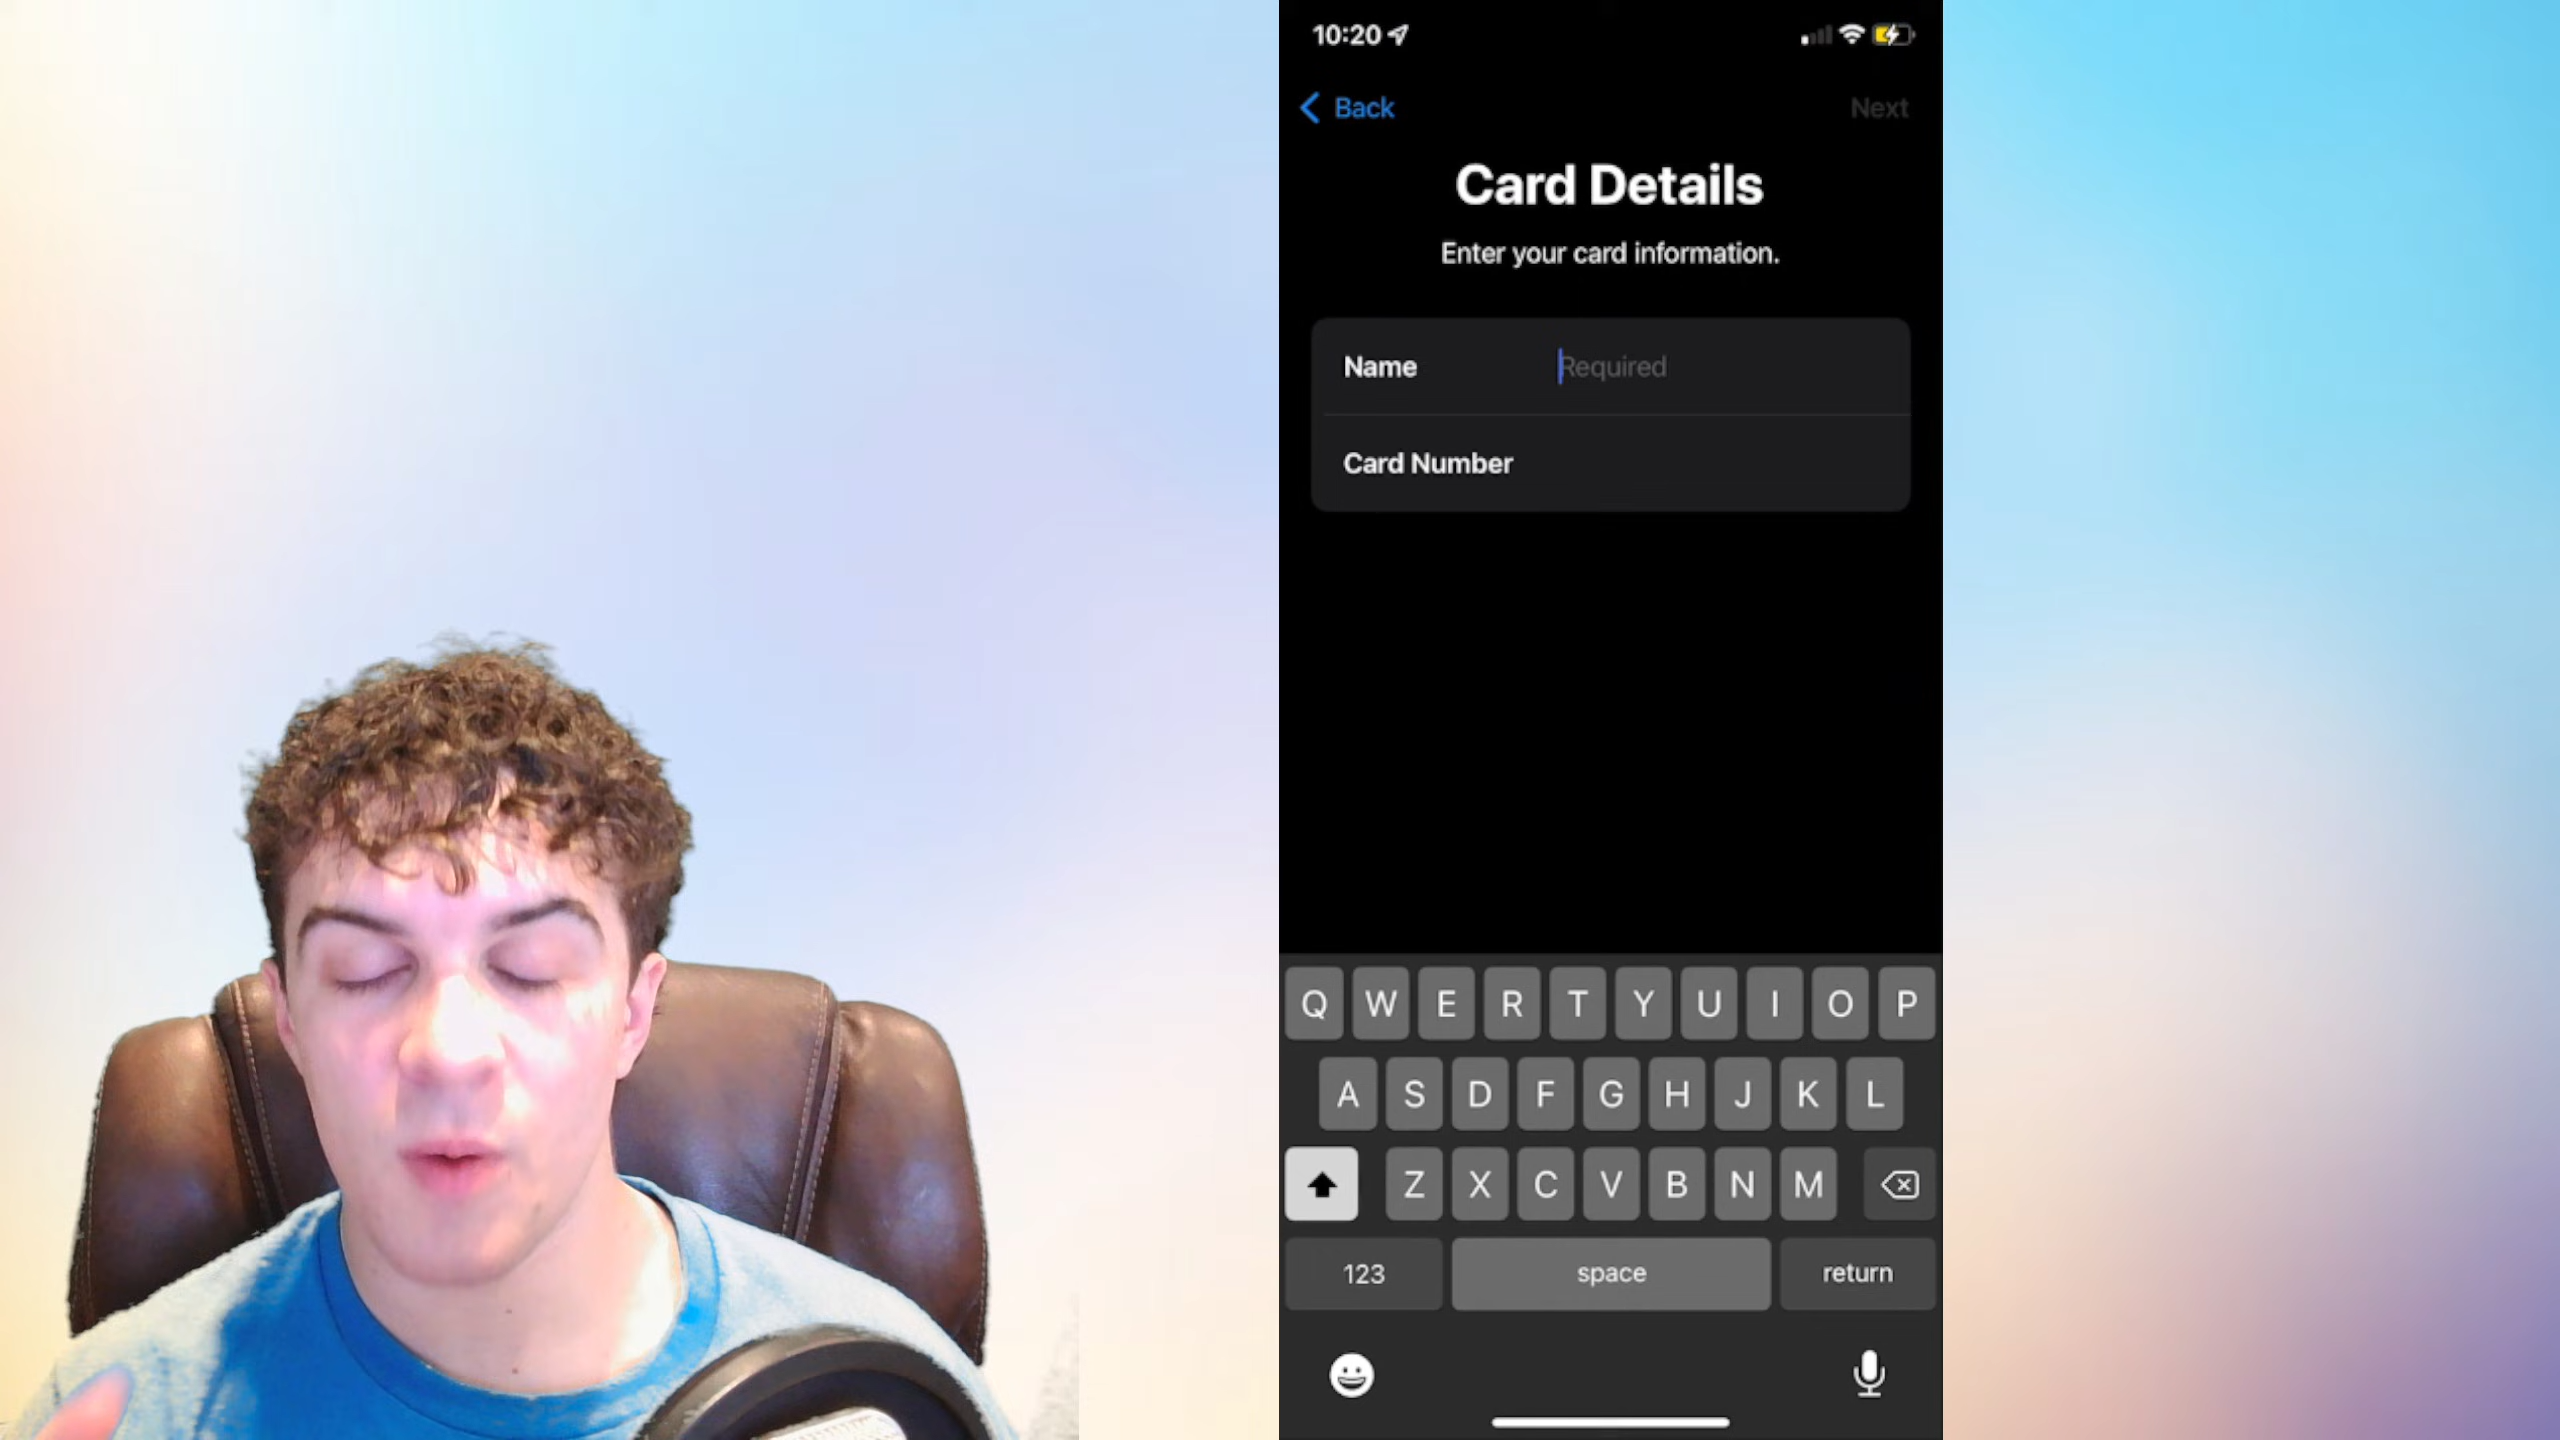 10:20
Back
Next
Card Details
Enter your card information.
Name
Required
Card Number
Q W E R T Y U I O P
A S D F G H J K L
Z X C V B N M
123
space
return